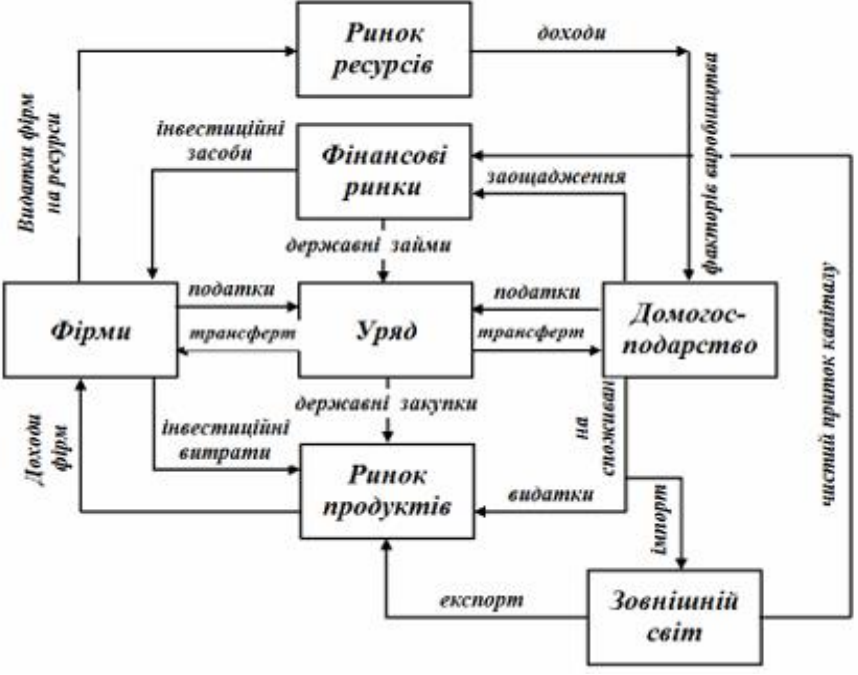 Ринок
ресурсів
доходи
факторів виробництва
Видатки фірм
на ресурси
інвестиційні
засоби
Фінансові
ринки
заощадження
державні займи
Фірми
податки
трансферт
Уряд
податки
трансферт
Домогос-
подарство
чистий приток капіталу
державні закупки
Доходи
фірм
інвестиційні
витрати
Ринок
продуктів
видатки
на
споживан
імпорт
експорт
Зовнішній
світ